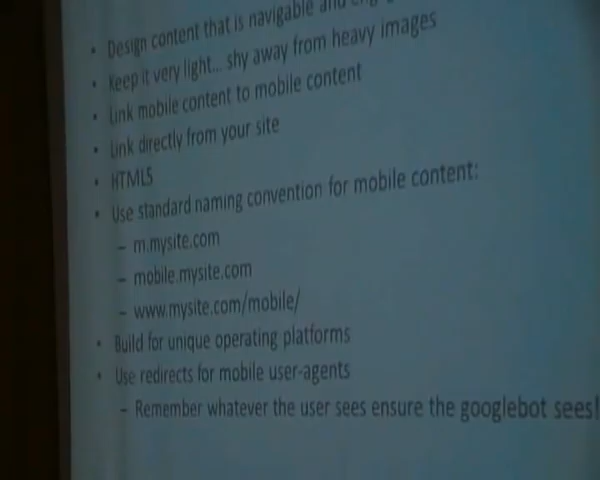 • Design content that is navigable and
• Keep it very light... shy away from heavy images
• Link mobile content to mobile content
• Link directly from your site
• HTML5
• Use standard naming convention for mobile content:
– m.mysite.com
– mobile.mysite.com
– www.mysite.com/mobile/
• Build for unique operating platforms
• Use redirects for mobile user-agents
– Remember whatever the user sees ensure the googlebot sees!